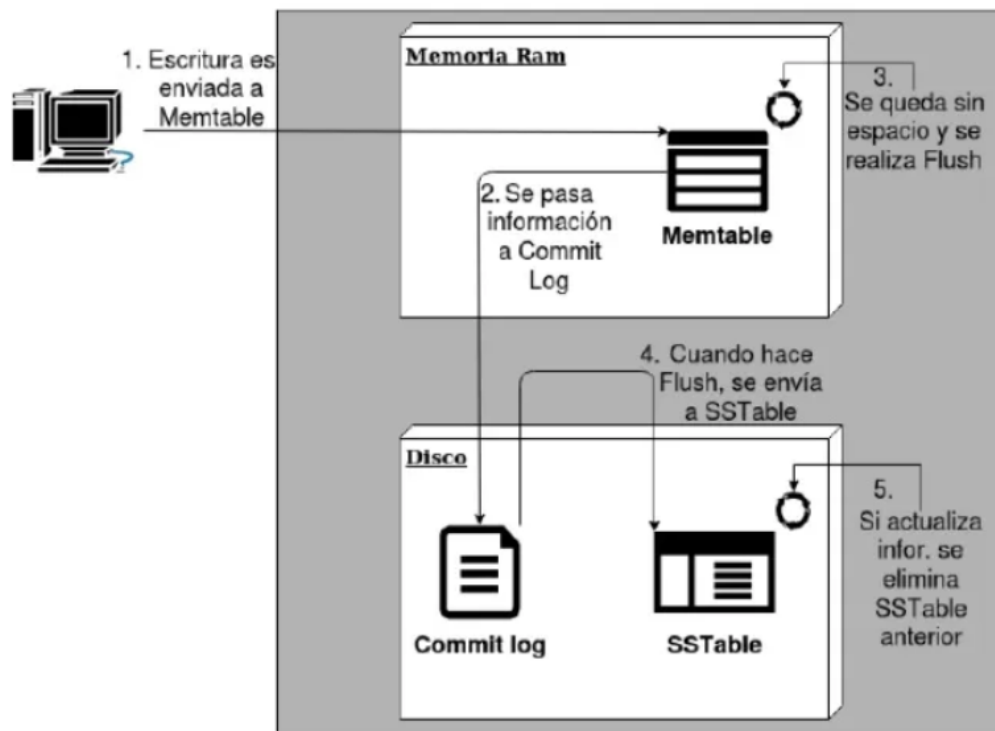 1. Escritura es
enviada a
Memtable
Memoria Ram
3.
Se queda sin
espacio y se
realiza Flush
2. Se pasa
información
a Commit
Log
Memtable
4. Cuando hace
Flush, se envía
a SSTable
Disco
5.
Si actualiza
infor. se
elimina
SSTable
anterior
Commit log
SSTable